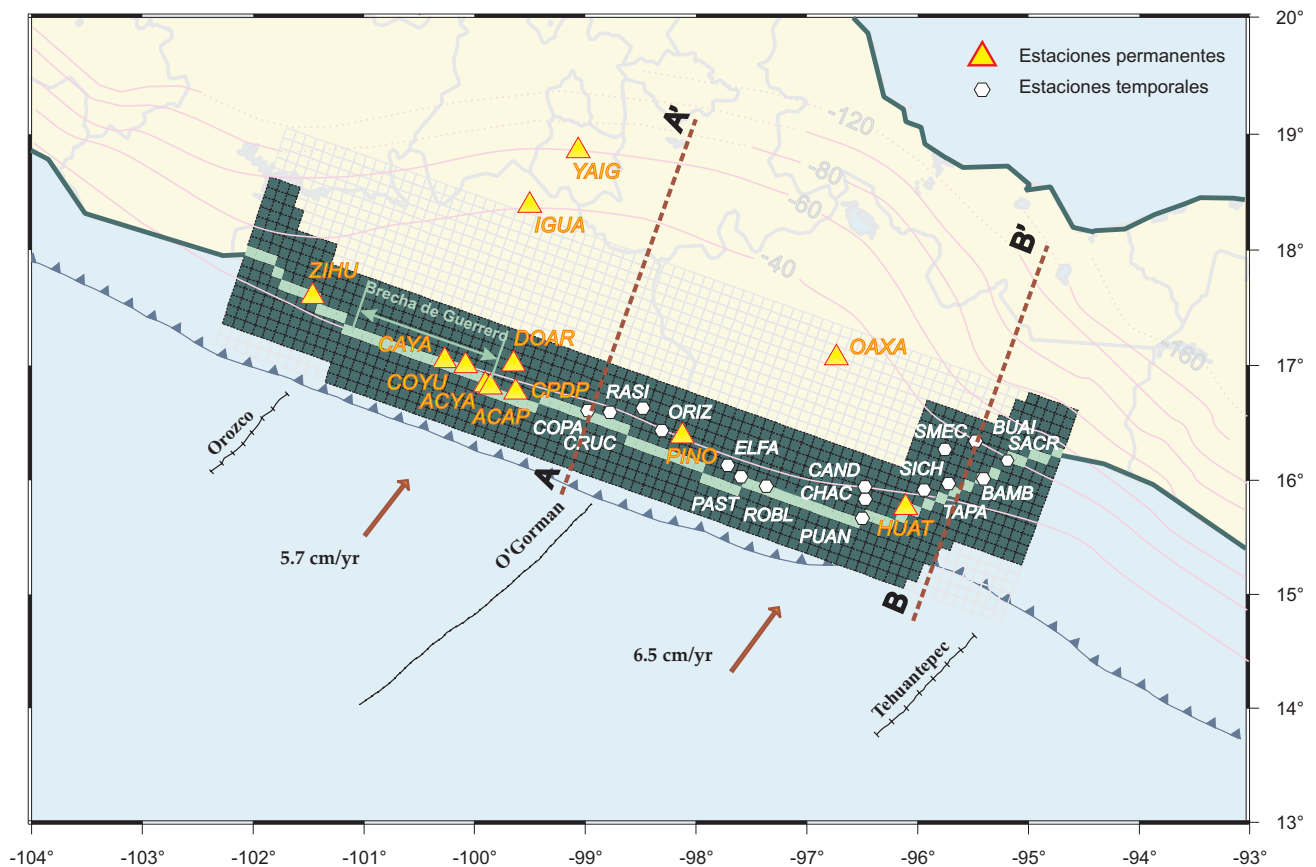 20°
Estaciones permanentes
Estaciones temporales
A'
-120
19°
YAIG
-80
IGUA
-60
B'
18°
-40
ZIHU
Brecha de Guerrero
DOAR
CAYA
OAXA
-160
17°
COYU
CPDP
RASI
ACYA
ORIZ
ACAP
COPA
CRUC
PINO
ELFA
SMEC
BUAI
SACR
CAND
SICH
16°
Orozco
A
PAST
CHAC
BAMB
ROBL
TAPA
PUAN
HUAT
O'Gorman
5.7 cm/yr
B
15°
6.5 cm/yr
Tehuantepec
14°
13°
-104° -103° -102° -101° -100° -99° -98° -97° -96° -95° -94° -93°